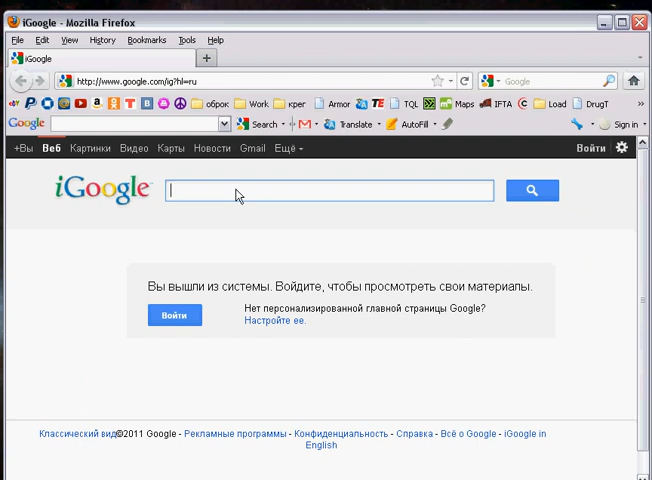 iGoogle - Mozilla Firefox
File Edit View History Bookmarks Tools Help
iGoogle
http://www.google.com/ig?hl=ru
Google
оброк Work крег Armor TE TQL Maps IFTA Load DrugT
Google Search Translate AutoFill Sign in
+Вы Веб Картинки Видео Карты Новости Gmail Ещё Войти
iGoogle
Вы вышли из системы. Войдите, чтобы просмотреть свои материалы.
Войти
Нет персонализированной главной страницы Google?
Настройте ее.
Классический вид©2011 Google - Рекламные программы - Конфиденциальность - Справка - Всё о Google - iGoogle in
English